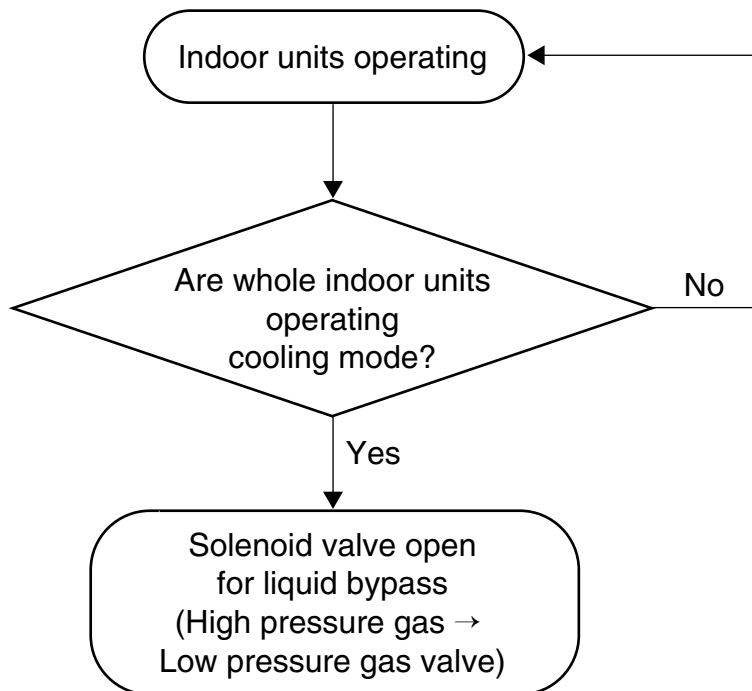 Indoor units operating
Are whole indoor units
operating
cooling mode?
No
Yes
Solenoid valve open
for liquid bypass
(High pressure gas →
Low pressure gas valve)